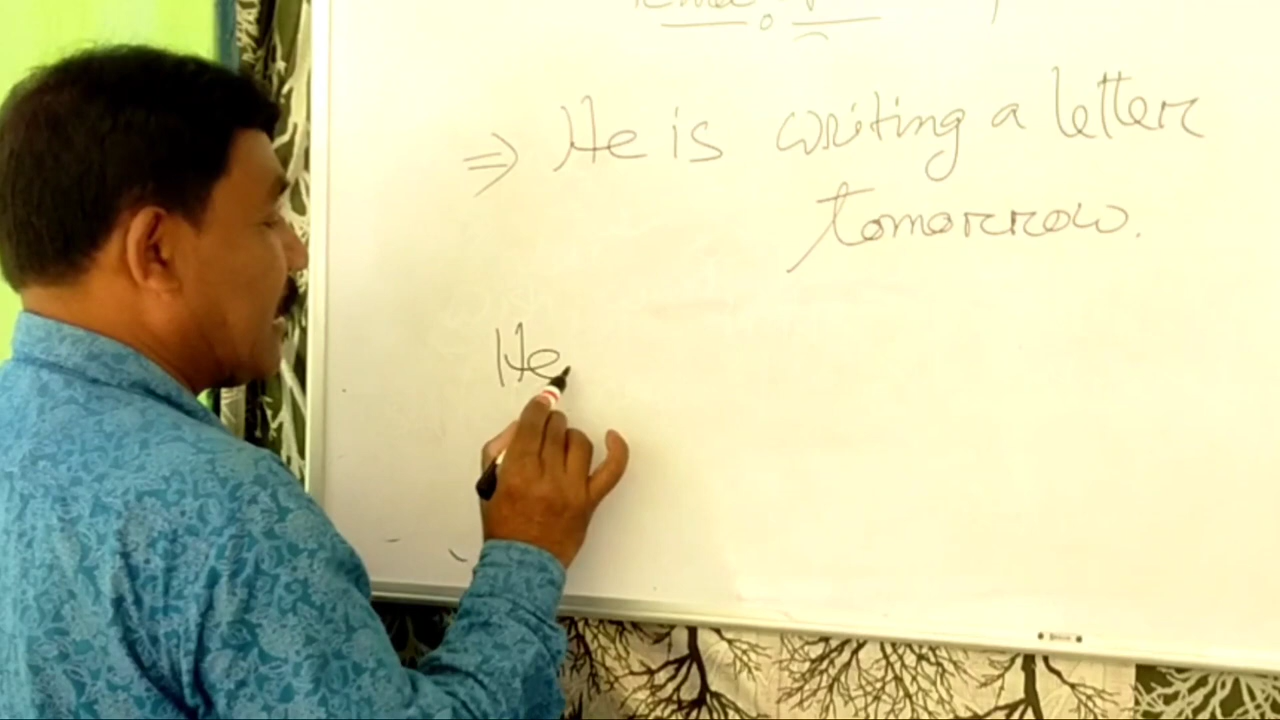 ⇒ He is writing a letter
tomorrow.
He